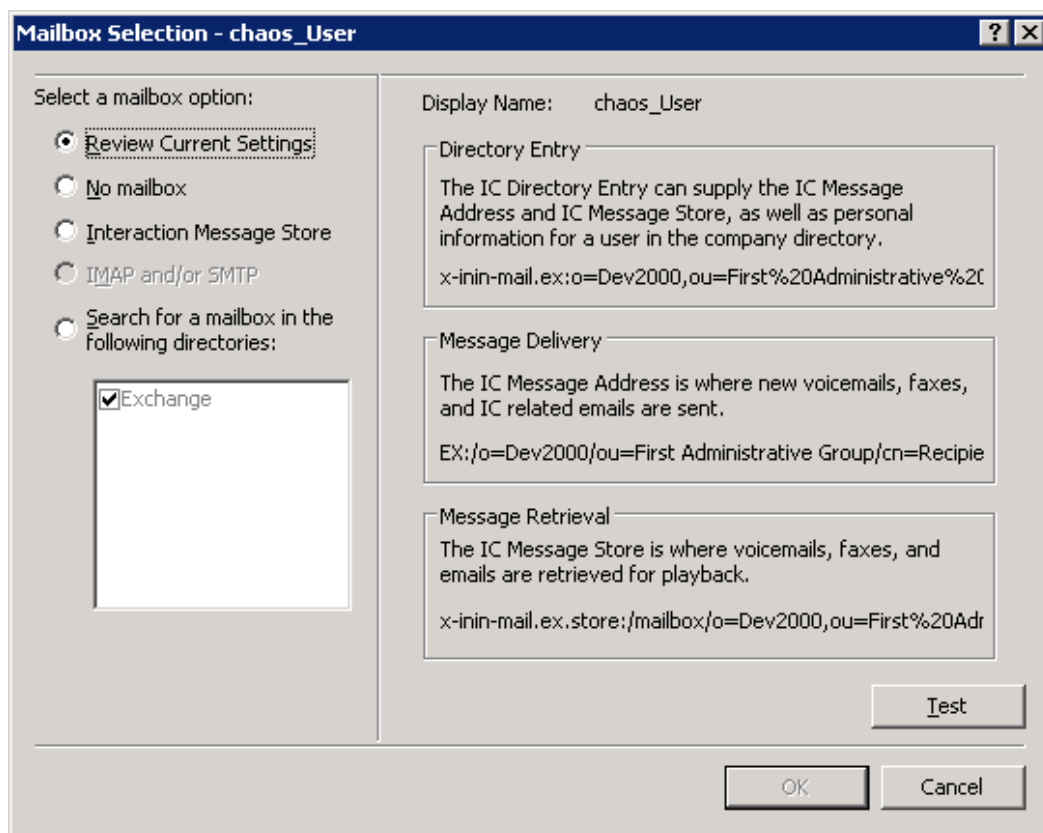 Mailbox Selection - chaos_User
Select a mailbox option:
Review Current Settings
No mailbox
Interaction Message Store
IMAP and/or SMTP
Search for a mailbox in the
following directories:
Exchange
Display Name: chaos_User
Directory Entry
The IC Directory Entry can supply the IC Message
Address and IC Message Store, as well as personal
information for a user in the company directory.
x-inin-mail.ex:o=Dev2000,ou=First%20Administrative%20
Message Delivery
The IC Message Address is where new voicemails, faxes,
and IC related emails are sent.
EX:/o=Dev2000/ou=First Administrative Group/cn=Recipie
Message Retrieval
The IC Message Store is where voicemails, faxes, and
emails are retrieved for playback.
x-inin-mail.ex.store:/mailbox/o=Dev2000,ou=First%20Adr
Test
OK
Cancel